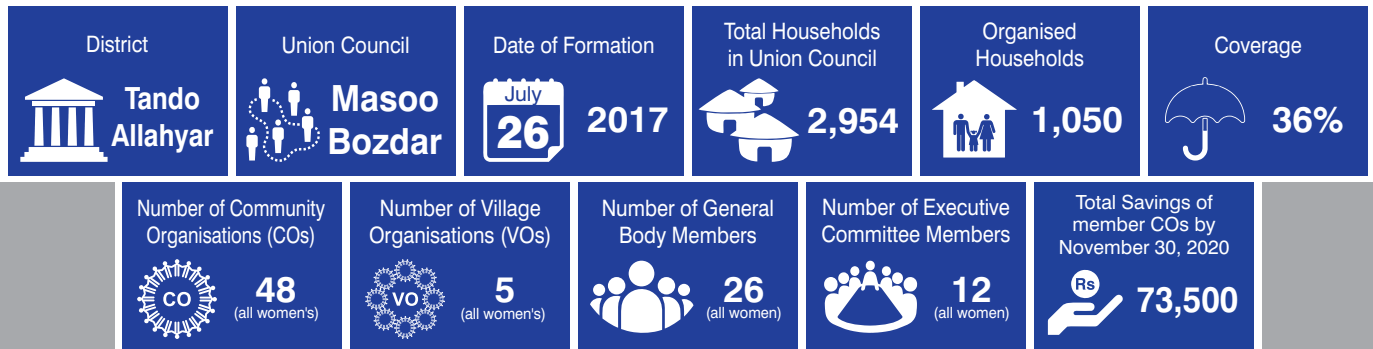 District
Tando
Allahyar
Union Council
Masoo
Bozdar
Date of Formation
July
26
2017
Total Households
in Union Council
2,954
Organised
Households
1,050
Coverage
36%
Number of Community
Organisations (COs)
CO
48
(all women's)
Number of Village
Organisations (VOs)
VO
5
(all women's)
Number of General
Body Members
26
(all women)
Number of Executive
Committee Members
12
(all women)
Total Savings of
member COs by
November 30, 2020
Rs
73,500